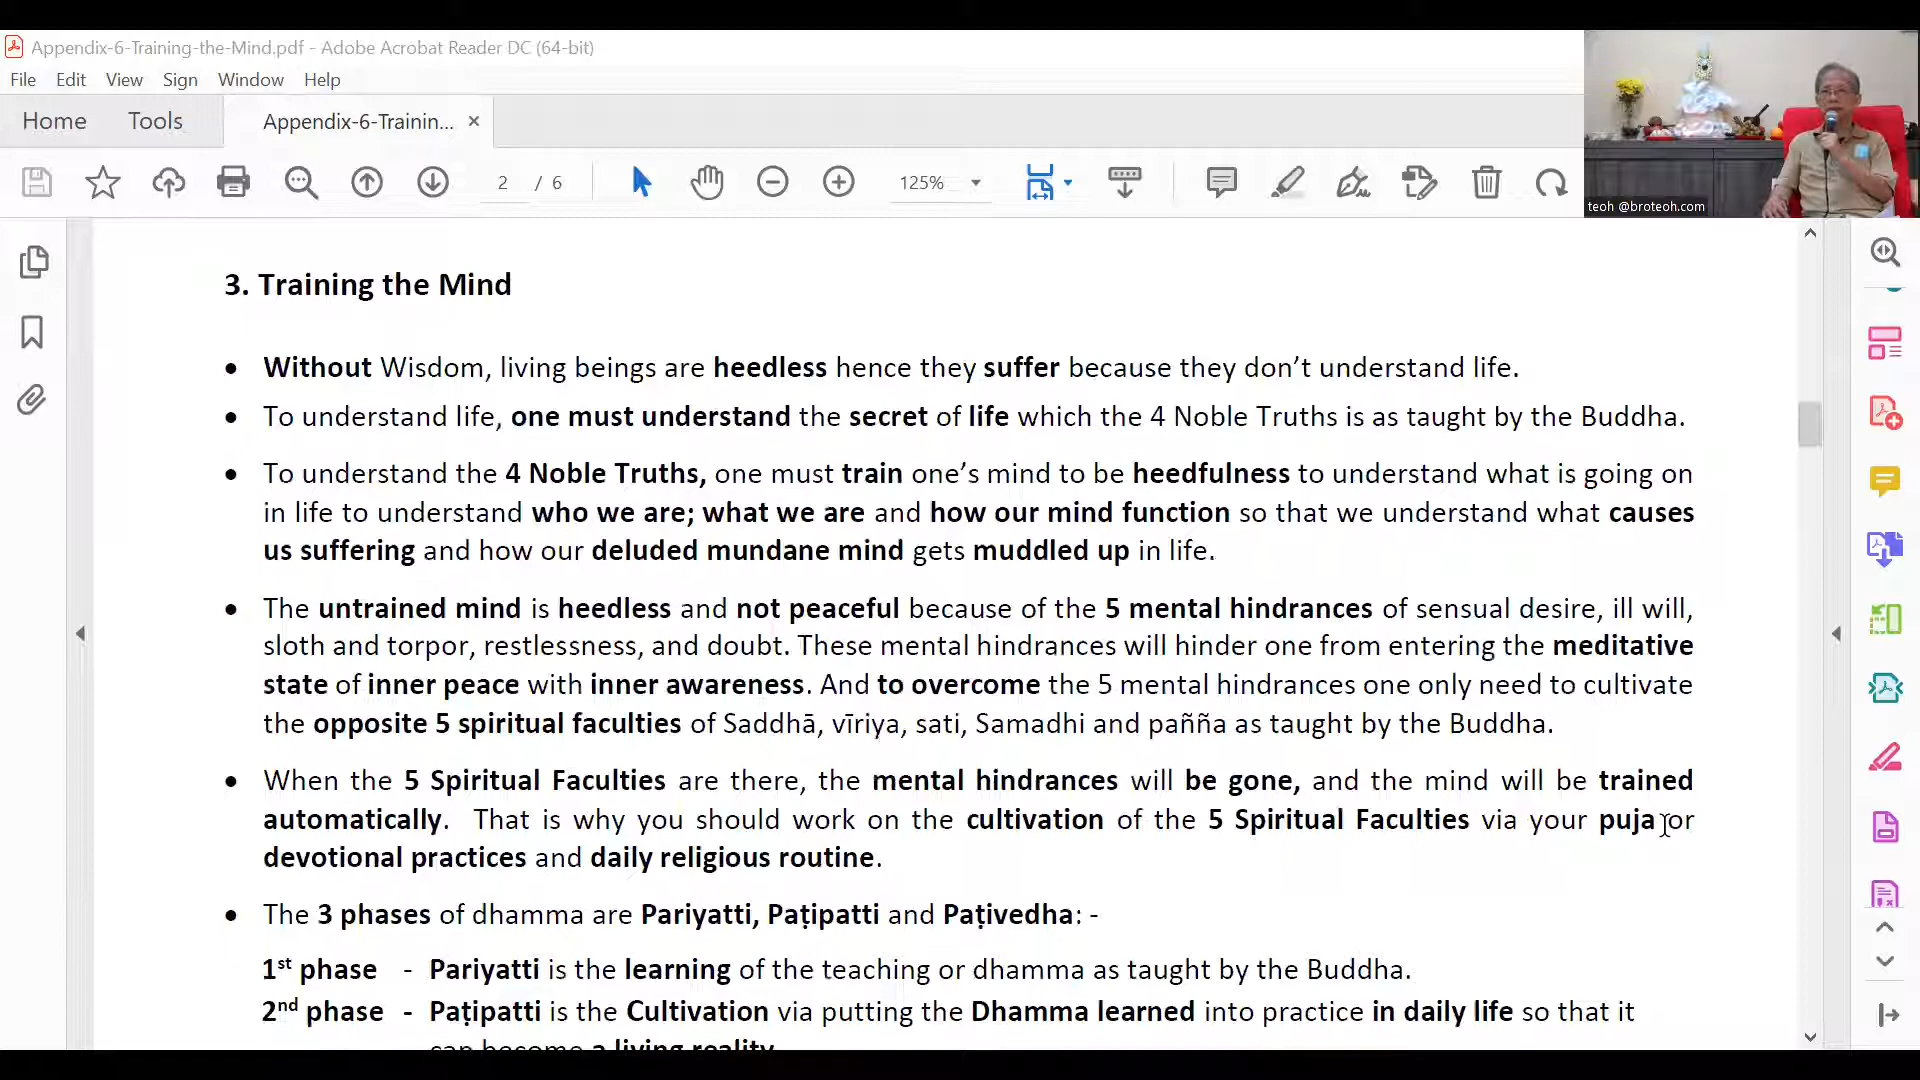 Appendix-6-Training-the-Mind.pdf - Adobe Acrobat Reader DC (64-bit)
File Edit View Sign Window Help
Home Tools Appendix-6-Trainin... ×
2 / 6 125%
teoh @broteoh.com
3. Training the Mind
• Without Wisdom, living beings are heedless hence they suffer because they don’t understand life.
• To understand life, one must understand the secret of life which the 4 Noble Truths is as taught by the Buddha.
• To understand the 4 Noble Truths, one must train one’s mind to be heedfulness to understand what is going on
in life to understand who we are; what we are and how our mind function so that we understand what causes
us suffering and how our deluded mundane mind gets muddled up in life.
• The untrained mind is heedless and not peaceful because of the 5 mental hindrances of sensual desire, ill will,
sloth and torpor, restlessness, and doubt. These mental hindrances will hinder one from entering the meditative
state of inner peace with inner awareness. And to overcome the 5 mental hindrances one only need to cultivate
the opposite 5 spiritual faculties of Saddhā, vīriya, sati, Samadhi and pañña as taught by the Buddha.
• When the 5 Spiritual Faculties are there, the mental hindrances will be gone, and the mind will be trained
automatically. That is why you should work on the cultivation of the 5 Spiritual Faculties via your puja or
devotional practices and daily religious routine.
• The 3 phases of dhamma are Pariyatti, Paṭipatti and Paṭivedha: -
1st phase - Pariyatti is the learning of the teaching or dhamma as taught by the Buddha.
2nd phase - Paṭipatti is the Cultivation via putting the Dhamma learned into practice in daily life so that it
can become a living reality